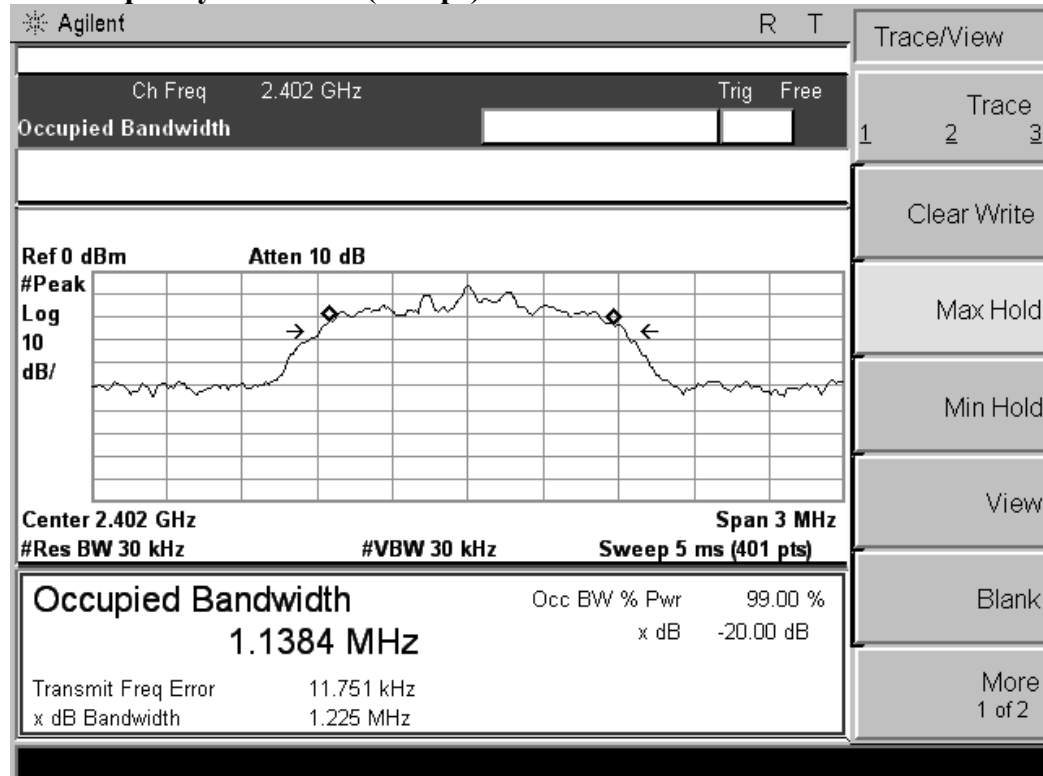 Agilent R T
Trace/View
Ch Freq 2.402 GHz Trig Free
Occupied Bandwidth
Trace
1 2 3
Clear Write
Ref 0 dBm Atten 10 dB
#Peak
Log
10
dB/
Max Hold
Min Hold
View
Center 2.402 GHz Span 3 MHz
#Res BW 30 kHz #VBW 30 kHz Sweep 5 ms (401 pts)
Occupied Bandwidth Occ BW % Pwr 99.00 %
1.1384 MHz x dB -20.00 dB
Blank
Transmit Freq Error 11.751 kHz
x dB Bandwidth 1.225 MHz
More
1 of 2